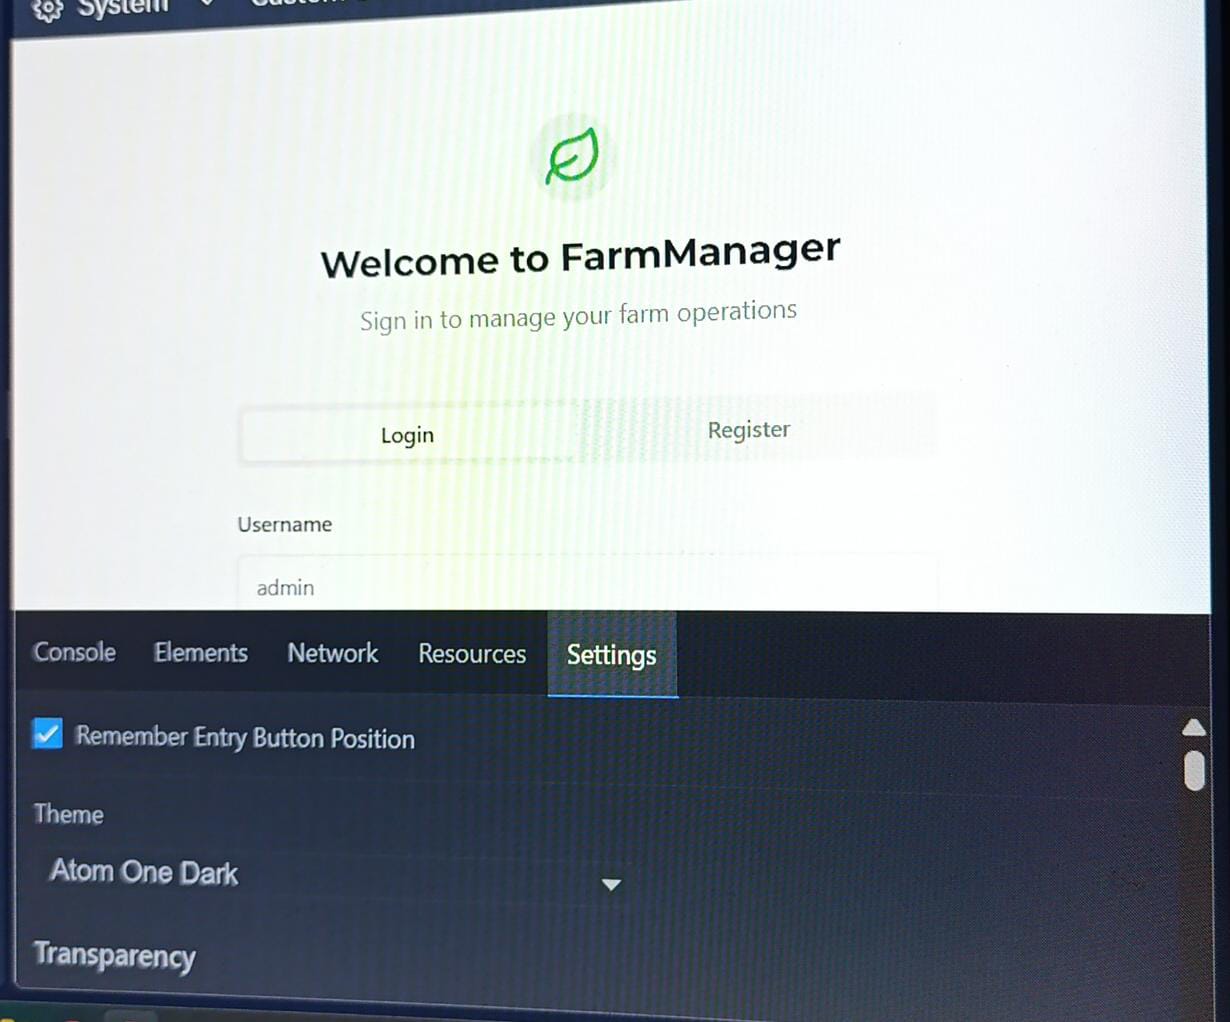 System
Welcome to FarmManager
Sign in to manage your farm operations
Login Register
Username
admin
Console Elements Network Resources Settings
Remember Entry Button Position
Theme
Atom One Dark
Transparency